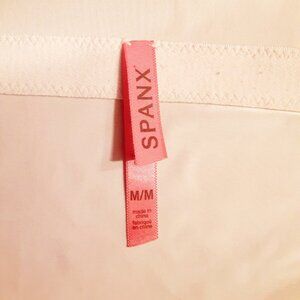 SPANX
M/M
made in
china
fabriqué
en chine